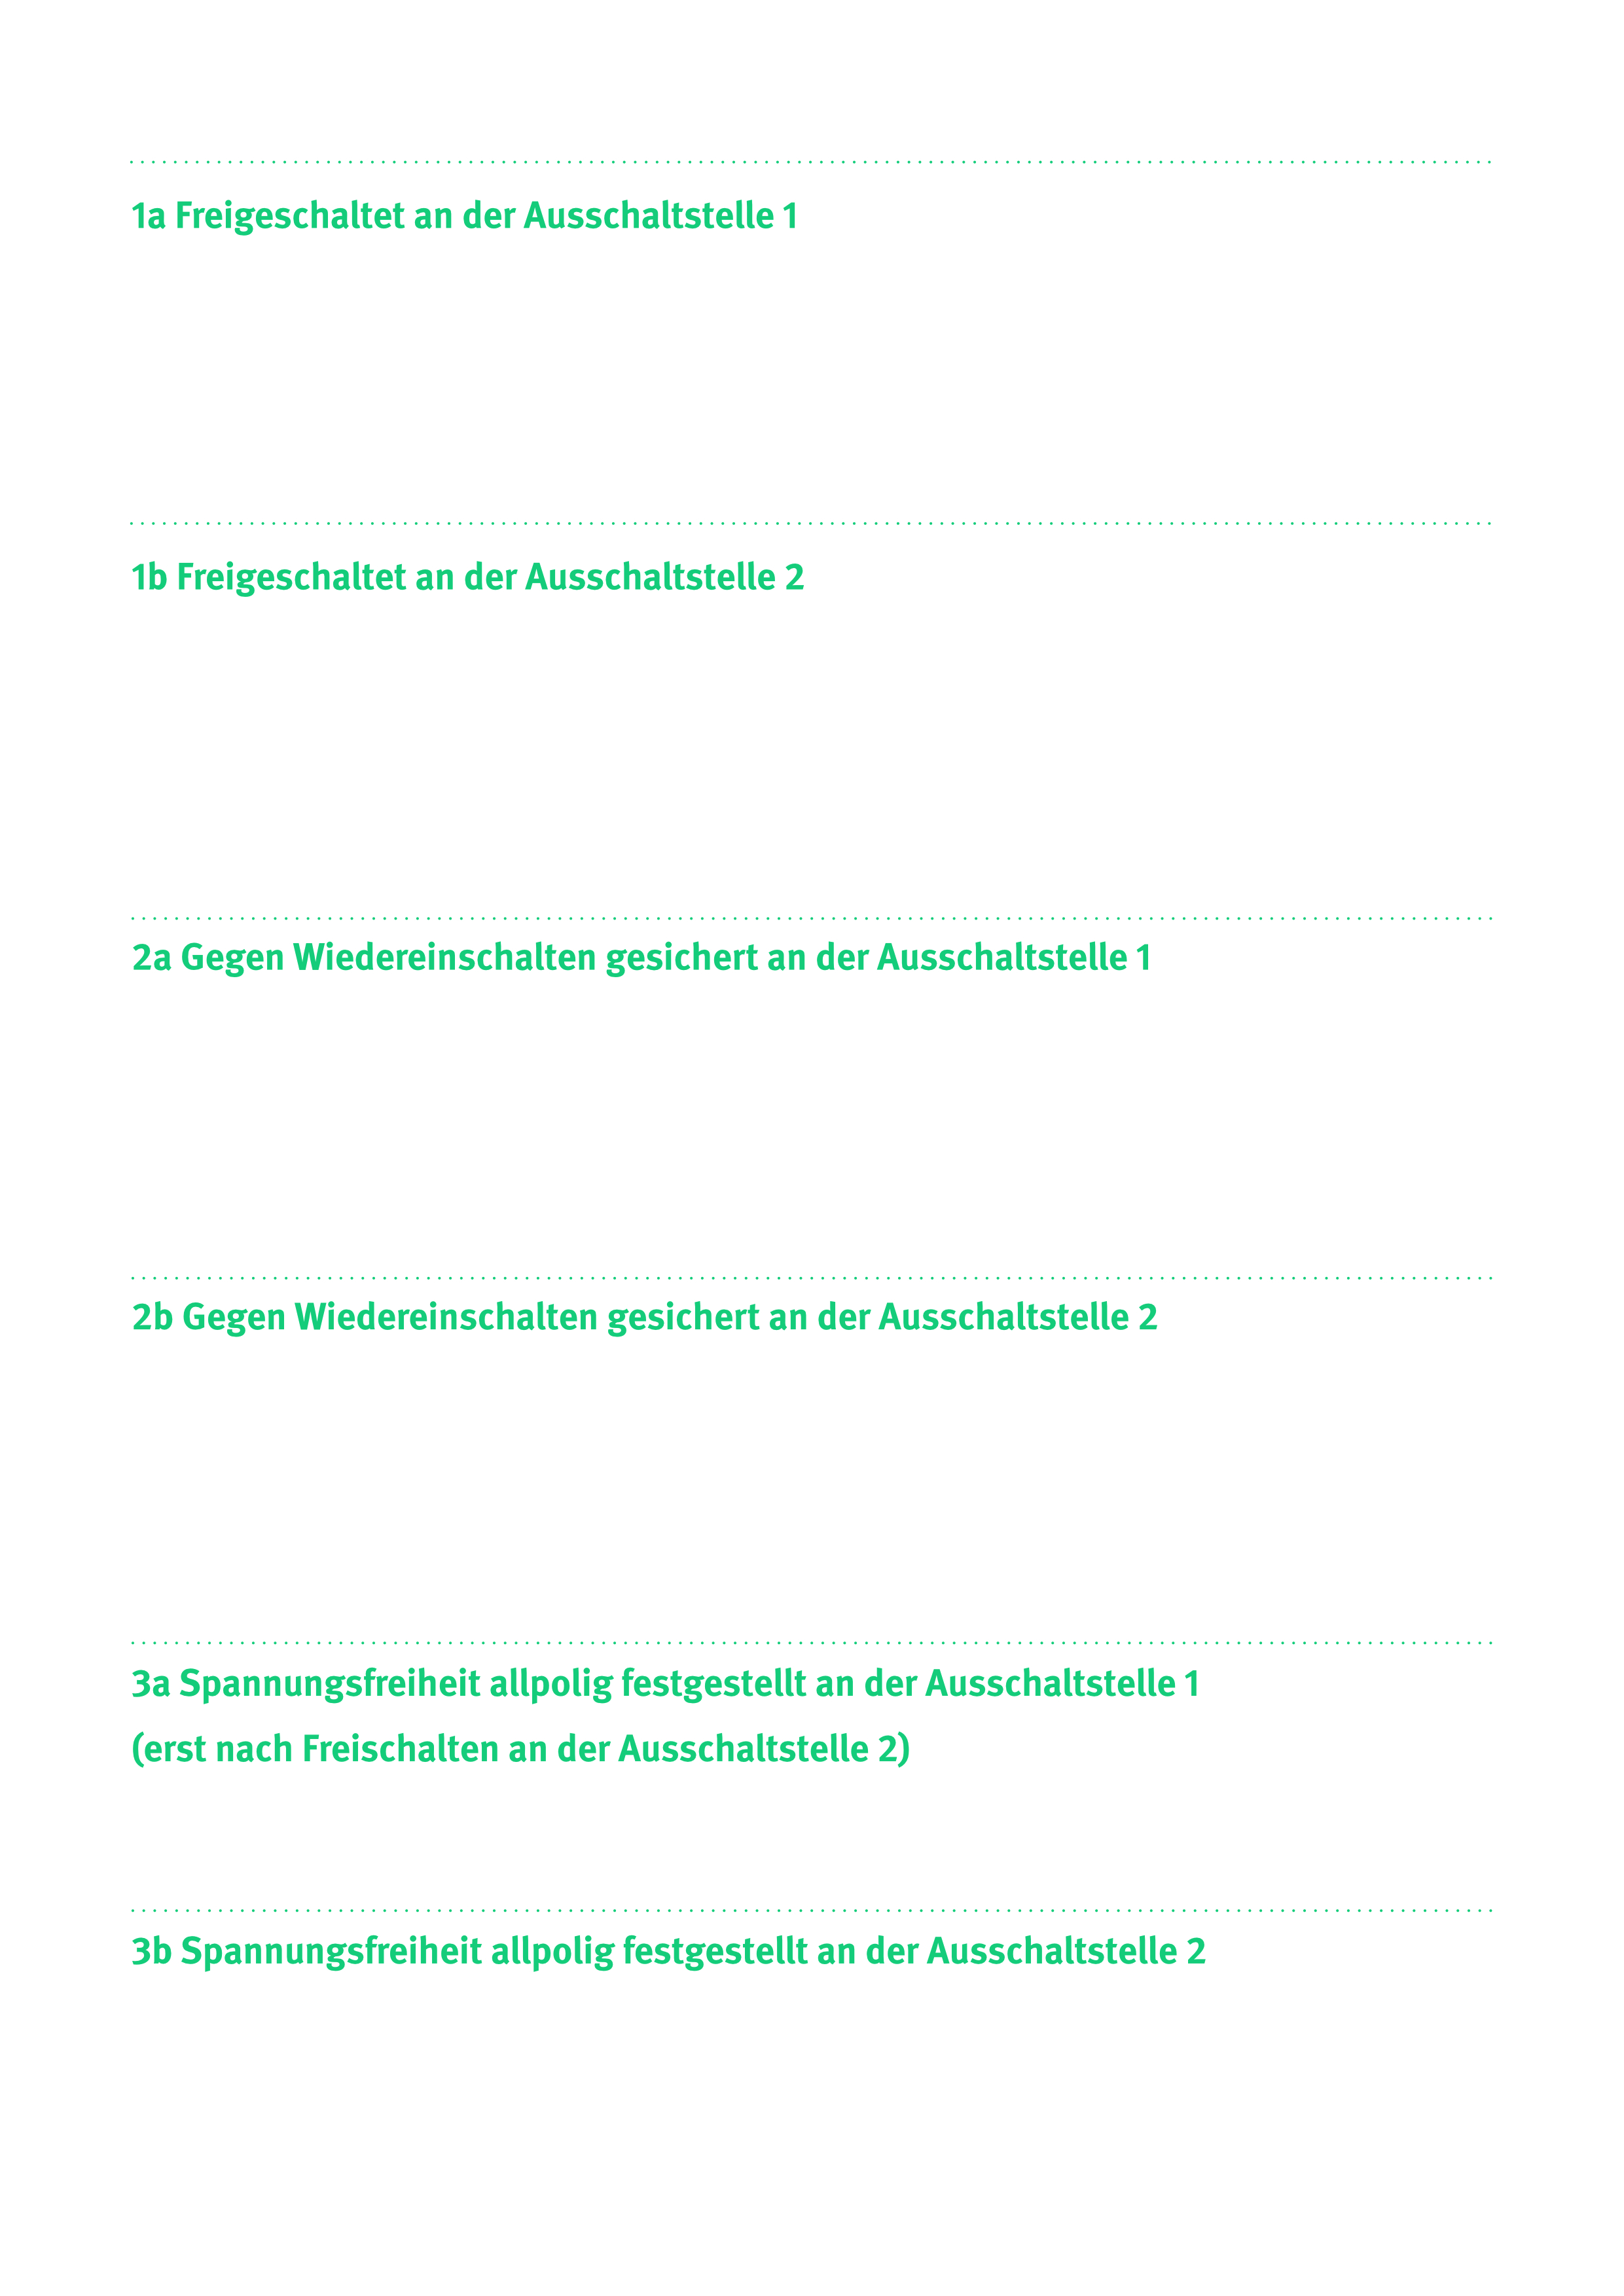 1a Freigeschaltet an der Ausschaltstelle 1
1b Freigeschaltet an der Ausschaltstelle 2
2a Gegen Wiedereinschalten gesichert an der Ausschaltstelle 1
2b Gegen Wiedereinschalten gesichert an der Ausschaltstelle 2
3a Spannungsfreiheit allpolig festgestellt an der Ausschaltstelle 1
(erst nach Freischalten an der Ausschaltstelle 2)
3b Spannungsfreiheit allpolig festgestellt an der Ausschaltstelle 2